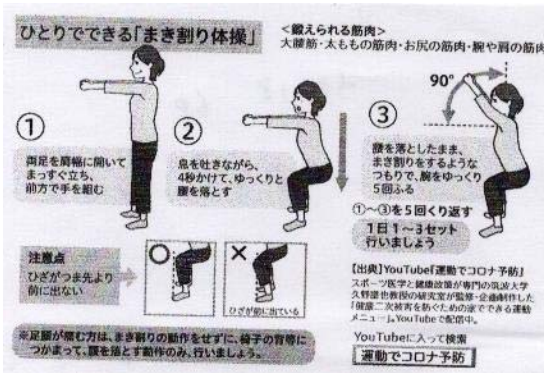 ひとりでできる「まき割り体操」
＜鍛えられる筋肉＞
大腰筋・太ももの筋肉・お尻の筋肉・腕や肩の筋肉
①
両足を肩幅に開いて
まっすぐ立ち、
前方で手を組む
②
息を吐きながら、
4秒かけて、ゆっくりと
腰を落とす
90°
③
腰を落としたまま、
まき割りをするような
つもりで、腕をゆっくり
5回ふる
①～③を5回くり返す
1日1～3セット
行いましょう
注意点
ひざがつま先より
前に出ない
○
×
ひざが前に出ている
※足腰が痛む方は、まき割りの動作をせずに、椅子の背等に
つかまって、腰を落とす動作のみ、行いましょう。
【出典】YouTube「運動でコロナ予防」
スポーツ医学と健康政策が専門の筑波大学
久野譜也教授の研究室が監修・企画制作した
「健康二次被害を防ぐための家でできる運動
メニュー」。YouTubeで配信中。
YouTubeに入って検索
運動でコロナ予防